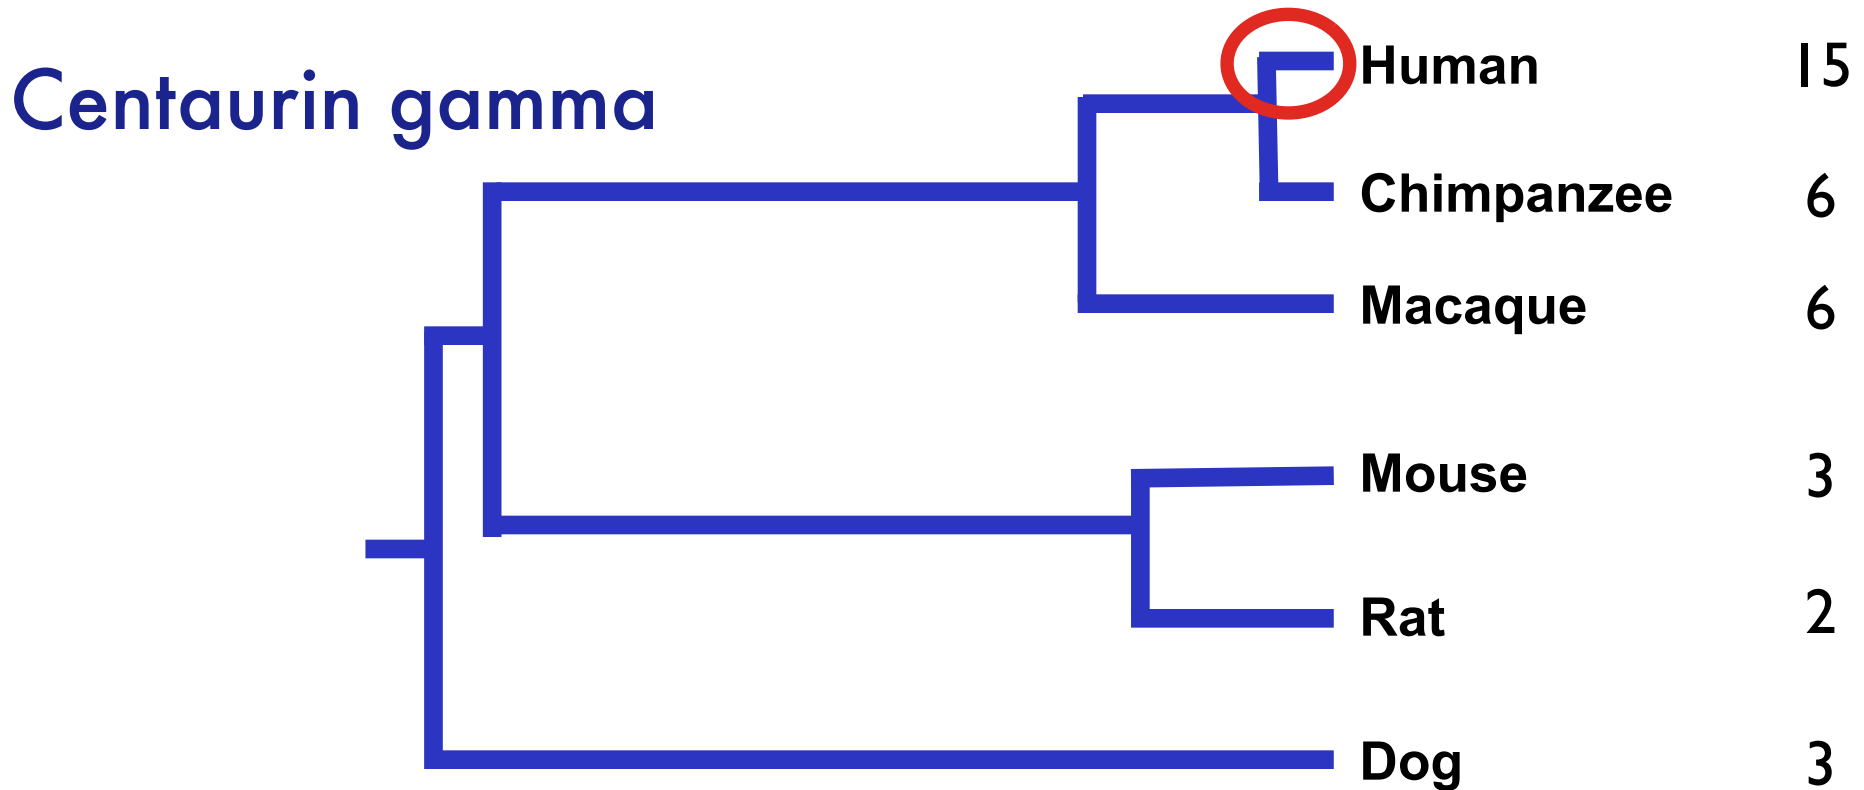 Centaurin gamma
Human 15
Chimpanzee 6
Macaque 6
Mouse 3
Rat 2
Dog 3